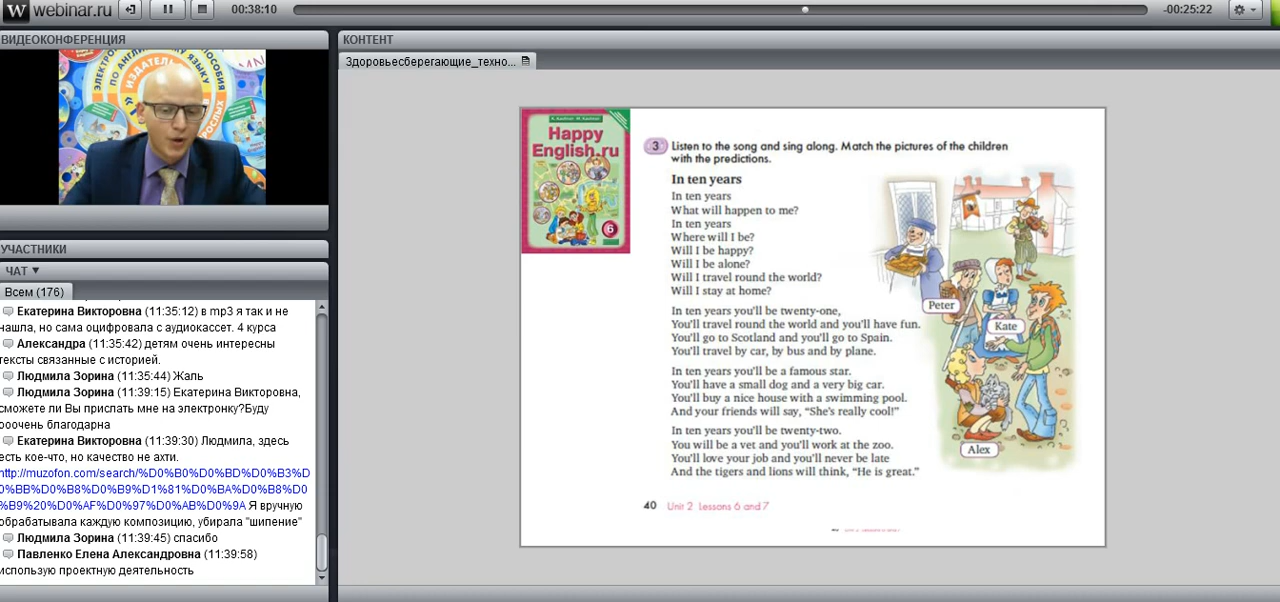 webinar.ru
00:38:10
-00:25:22
ВИДЕОКОНФЕРЕНЦИЯ
ЭЛЕКТРОН
ПО АНГЛИЙСКОМУ ЯЗЫКУ
ПОСОБИЯ
ИЗДАТЕЛЬ
УЧАСТНИКИ
ЧАТ ▼
Всем (176)
Екатерина Викторовна (11:35:12) в mp3 я так и не
нашла, но сама оцифровала с аудиокассет. 4 курса
Александра (11:35:42) детям очень интересны
тексты связанные с историей.
Людмила Зорина (11:35:44) Жаль
Людмила Зорина (11:39:15) Екатерина Викторовна,
сможете ли Вы прислать мне на электронку?Буду
ооочень благодарна
Екатерина Викторовна (11:39:30) Людмила, здесь
есть кое-что, но качество не ахти.
http://muzofon.com/search/%D0%B0%D0%BD%D0%B3%D
0%BB%D0%B8%D0%B9%D1%81%D0%BA%D0%B8%D0
%B9%20%D0%AF%D0%97%D0%AB%D0%9A Я вручную
обрабатывала каждую композицию, убирала "шипение"
Людмила Зорина (11:39:45) спасибо
Павленко Елена Александровна (11:39:58)
использую проектную деятельность
КОНТЕНТ
Здоровьесберегающие_техно...
Happy
English.ru
6
3 Listen to the song and sing along. Match the pictures of the children
with the predictions.
In ten years
In ten years
What will happen to me?
In ten years
Where will I be?
Will I be happy?
Will I be alone?
Will I travel round the world?
Will I stay at home?
In ten years you'll be twenty-one,
You'll travel round the world and you'll have fun.
You'll go to Scotland and you'll go to Spain.
You'll travel by car, by bus and by plane.
In ten years you'll be a famous star.
You'll have a small dog and a very big car.
You'll buy a nice house with a swimming pool.
And your friends will say, "She's really cool!"
In ten years you'll be twenty-two.
You will be a vet and you'll work at the zoo.
You'll love your job and you'll never be late
And the tigers and lions will think, "He is great."
Peter
Kate
Alex
40 Unit 2 Lessons 6 and 7